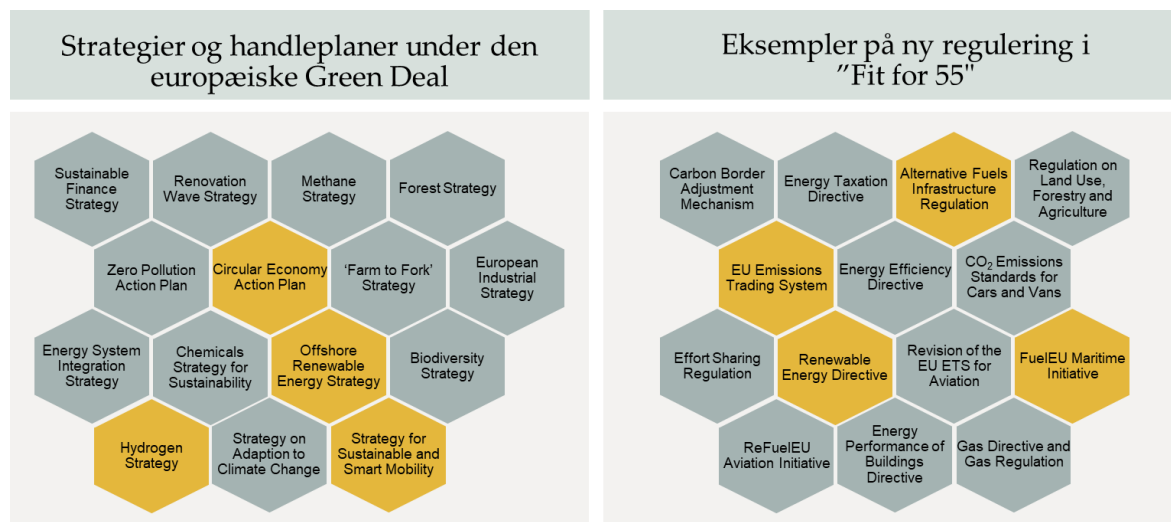 Strategier og handleplaner under den
europæiske Green Deal
Sustainable
Finance
Strategy
Renovation
Wave Strategy
Methane
Strategy
Forest Strategy
Zero Pollution
Action Plan
Circular Economy
Action Plan
‘Farm to Fork’
Strategy
European
Industrial
Strategy
Energy System
Integration
Strategy
Chemicals
Strategy for
Sustainability
Offshore
Renewable
Energy Strategy
Biodiversity
Strategy
Hydrogen
Strategy
Strategy on
Adaption to
Climate Change
Strategy for
Sustainable and
Smart Mobility
Eksempler på ny regulering i
”Fit for 55"
Carbon Border
Adjustment
Mechanism
Energy Taxation
Directive
Alternative Fuels
Infrastructure
Regulation
Regulation on
Land Use,
Forestry and
Agriculture
EU Emissions
Trading System
Energy Efficiency
Directive
CO₂ Emissions
Standards for
Cars and Vans
Effort Sharing
Regulation
Renewable
Energy Directive
Revision of the
EU ETS for
Aviation
FuelEU Maritime
Initiative
ReFuelEU
Aviation Initiative
Energy
Performance of
Buildings
Directive
Gas Directive and
Gas Regulation